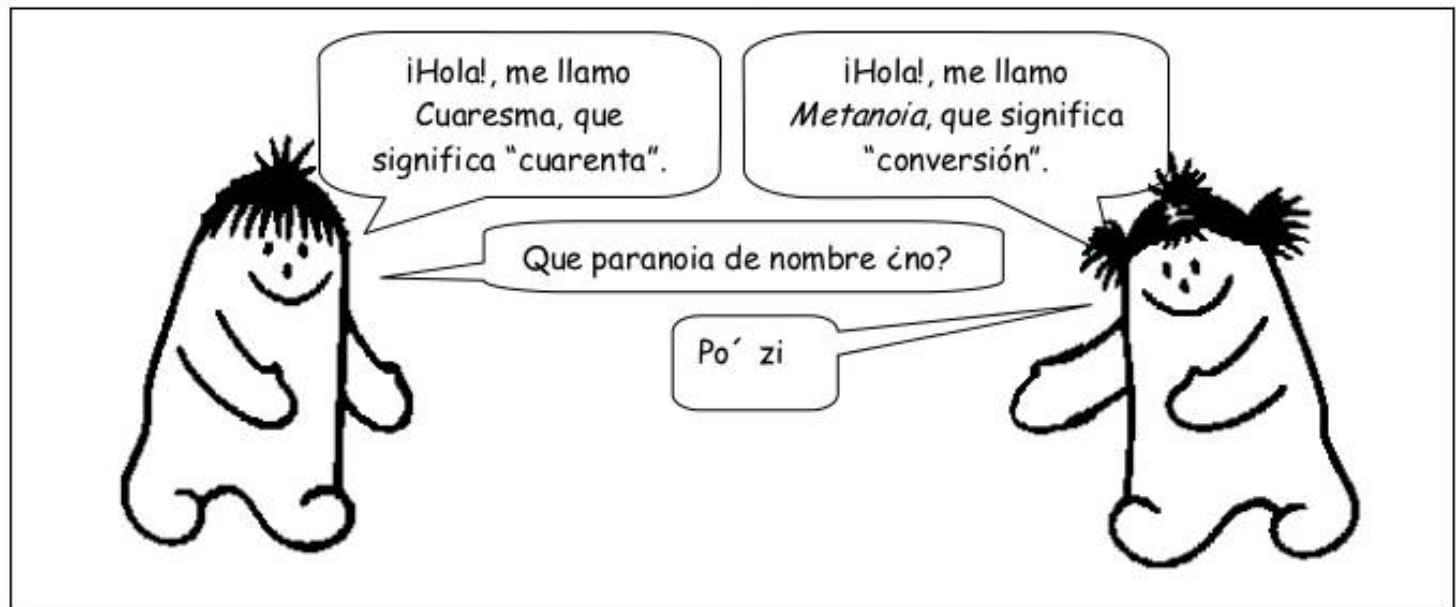 ¡Hola!, me llamo
Cuaresma, que
significa "cuarenta".
¡Hola!, me llamo
Metanoia, que significa
"conversión".
Que paranoia de nombre ¿no?
Po´ zi